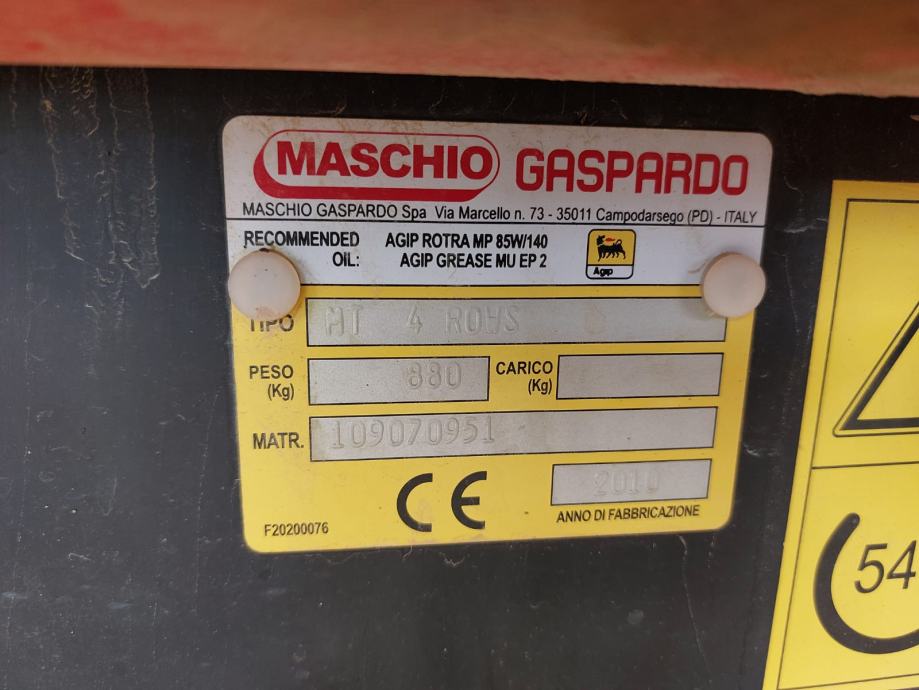 MASCHIO GASPARDO
MASCHIO GASPARDO Spa Via Marcello n. 73 - 35011 Campodarsego (PD) - ITALY
RECOMMENDED OIL: AGIP ROTRA MP 85W/140
AGIP GREASE MU EP 2
Agip
TIPO MT 4 ROWS
PESO (Kg) 880 CARICO (Kg)
MATR. 109070951
CE 2010
F20200076 ANNO DI FABBRICAZIONE
54